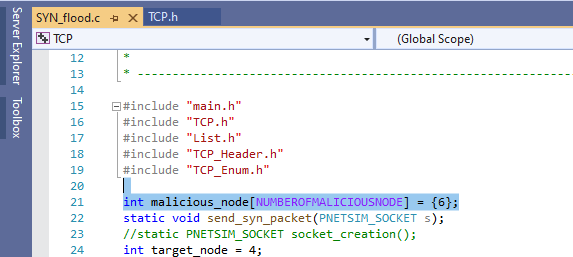 Server Explorer
Toolbox
SYN_flood.c
TCP.h
TCP
(Global Scope)
12 *
13 * --------------------------------------------------------------
14
15 #include "main.h"
16 #include "TCP.h"
17 #include "List.h"
18 #include "TCP_Header.h"
19 #include "TCP_Enum.h"
20
21 int malicious_node[NUMBEROFMALICIOUSNODE] = {6};
22 static void send_syn_packet(PNETSIM_SOCKET s);
23 //static PNETSIM_SOCKET socket_creation();
24 int target_node = 4;